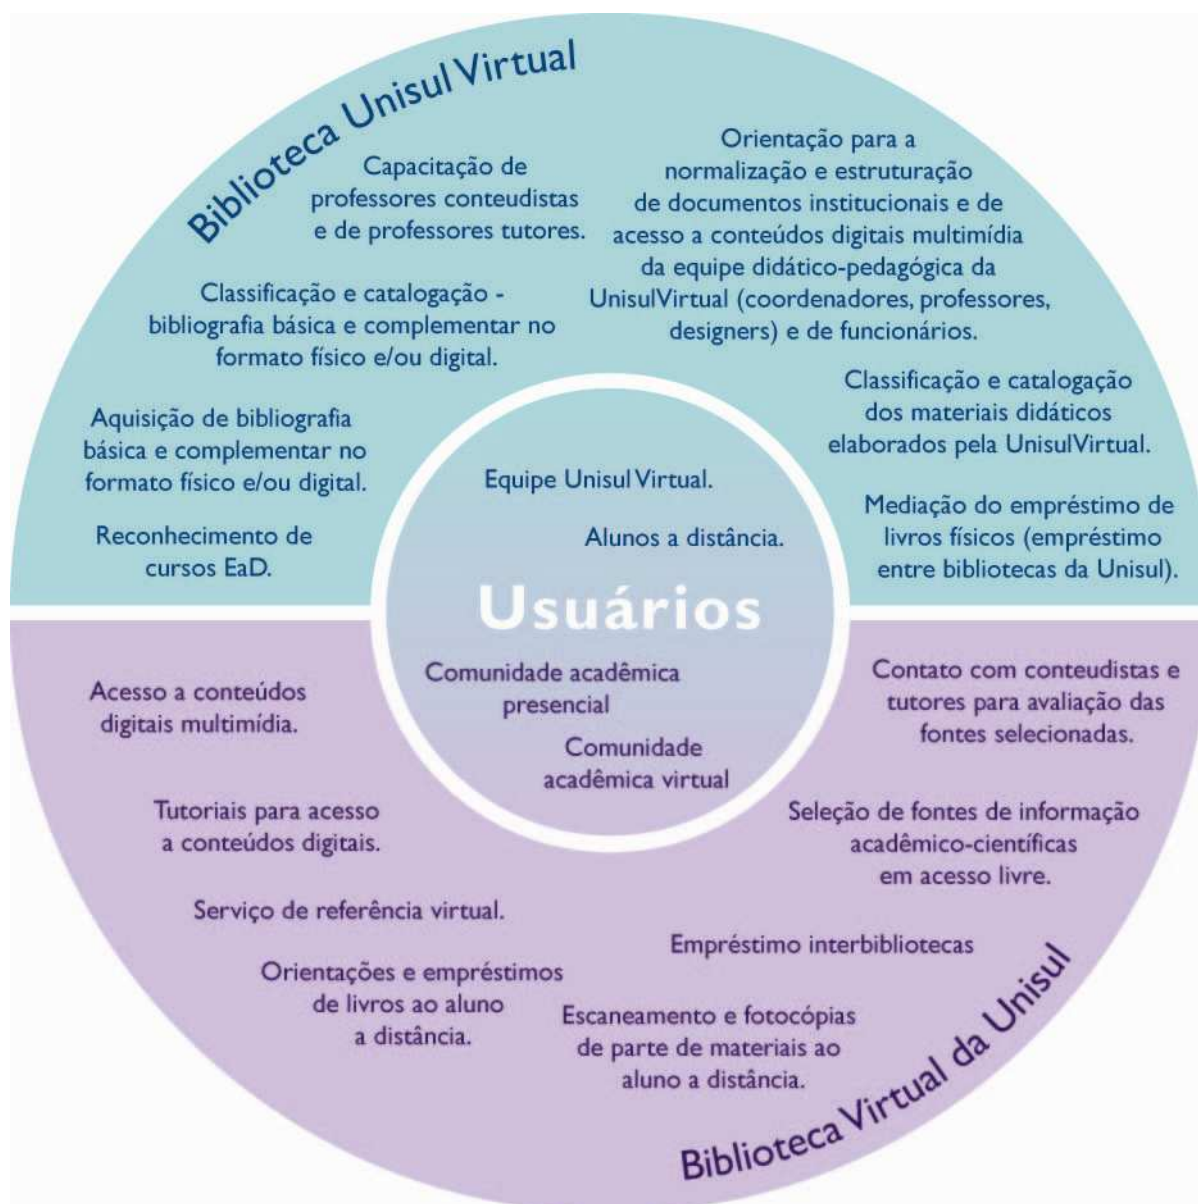 Biblioteca Unisul Virtual
Capacitação de
professores conteudistas
e de professores tutores.
Orientação para a
normalização e estruturação
de documentos institucionais e de
acesso a conteúdos digitais multimídia
da equipe didático-pedagógica da
UnisulVirtual (coordenadores, professores,
designers) e de funcionários.
Classificação e catalogação -
bibliografia básica e complementar no
formato físico e/ou digital.
Classificação e catalogação
dos materiais didáticos
elaborados pela UnisulVirtual.
Aquisição de bibliografia
básica e complementar no
formato físico e/ou digital.
Mediação do empréstimo de
livros físicos (empréstimo
entre bibliotecas da Unisul).
Reconhecimento de
cursos EaD.
Equipe UnisulVirtual.
Alunos a distância.
Usuários
Comunidade acadêmica
presencial
Comunidade
acadêmica virtual
Acesso a conteúdos
digitais multimídia.
Contato com conteudistas e
tutores para avaliação das
fontes selecionadas.
Tutoriais para acesso
a conteúdos digitais.
Seleção de fontes de informação
acadêmico-científicas
em acesso livre.
Serviço de referência virtual.
Empréstimo interbibliotecas
Orientações e empréstimos
de livros ao aluno
a distância.
Escaneamento e fotocópias
de parte de materiais ao
aluno a distância.
Biblioteca Virtual da Unisul